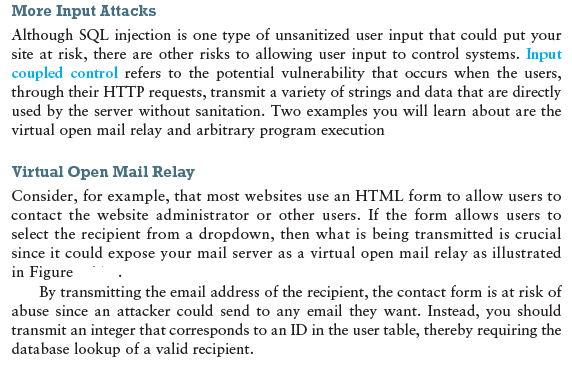 More Input Attacks
Although SQL injection is one type of unsanitized user input that could put your
site at risk, there are other risks to allowing user input to control systems. Input
coupled control refers to the potential vulnerability that occurs when the users,
through their HTTP requests, transmit a variety of strings and data that are directly
used by the server without sanitation. Two examples you will learn about are the
virtual open mail relay and arbitrary program execution
Virtual Open Mail Relay
Consider, for example, that most websites use an HTML form to allow users to
contact the website administrator or other users. If the form allows users to
select the recipient from a dropdown, then what is being transmitted is crucial
since it could expose your mail server as a virtual open mail relay as illustrated
in Figure .
By transmitting the email address of the recipient, the contact form is at risk of
abuse since an attacker could send to any email they want. Instead, you should
transmit an integer that corresponds to an ID in the user table, thereby requiring the
database lookup of a valid recipient.